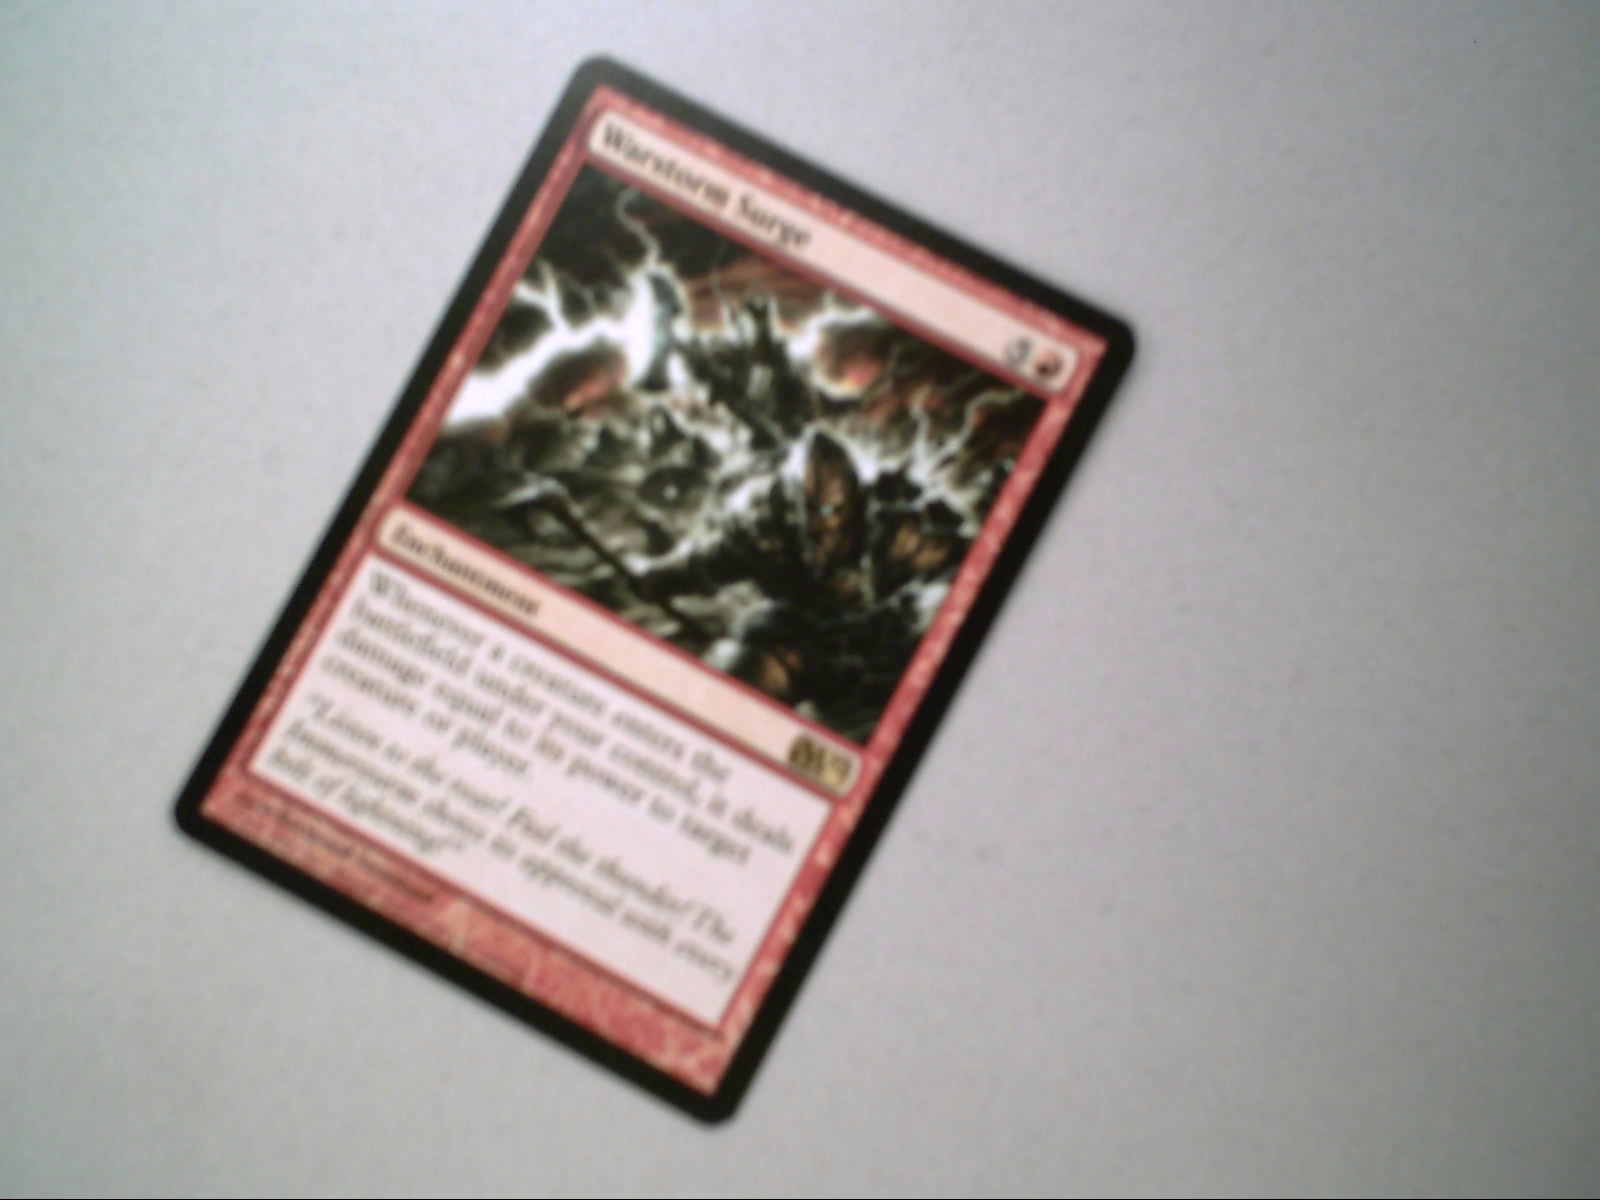 Warstorm Surge
5
Enchantment
Whenever a creature enters the
battlefield under your control, it deals
damage equal to its power to target
creature or player.
"Listen to the roar! Feel the thunder! The
Immersturm shouts its approval with every
bolt of lightning!"